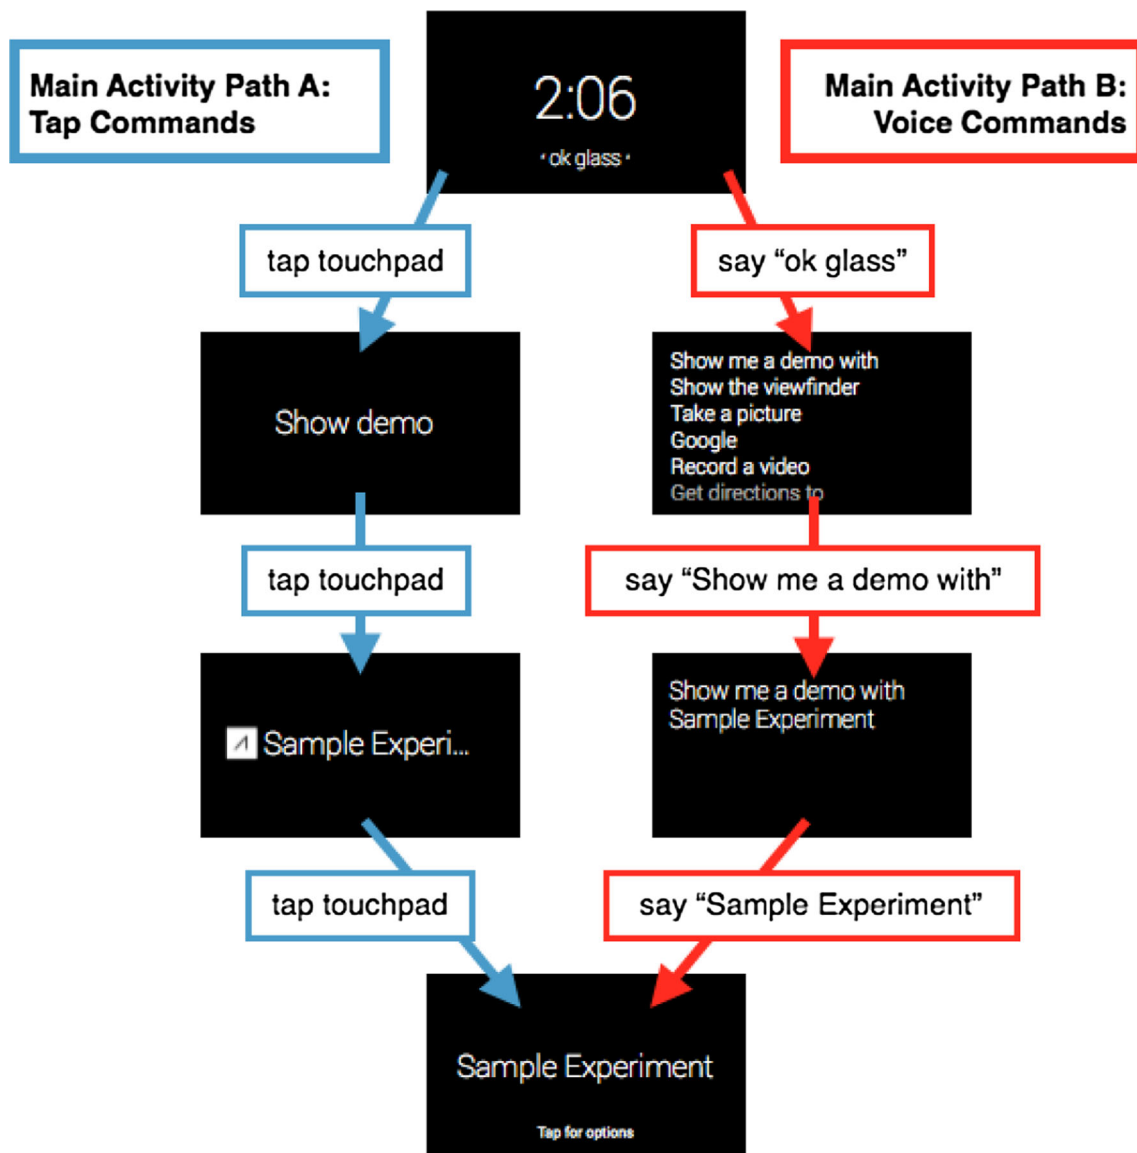 Main Activity Path A:
Tap Commands
2:06
"ok glass"
Main Activity Path B:
Voice Commands
tap touchpad
say “ok glass”
Show demo
Show me a demo with
Show the viewfinder
Take a picture
Google
Record a video
Get directions to
tap touchpad
say “Show me a demo with”
Sample Experi...
Show me a demo with
Sample Experiment
tap touchpad
say “Sample Experiment”
Sample Experiment
Tap for options